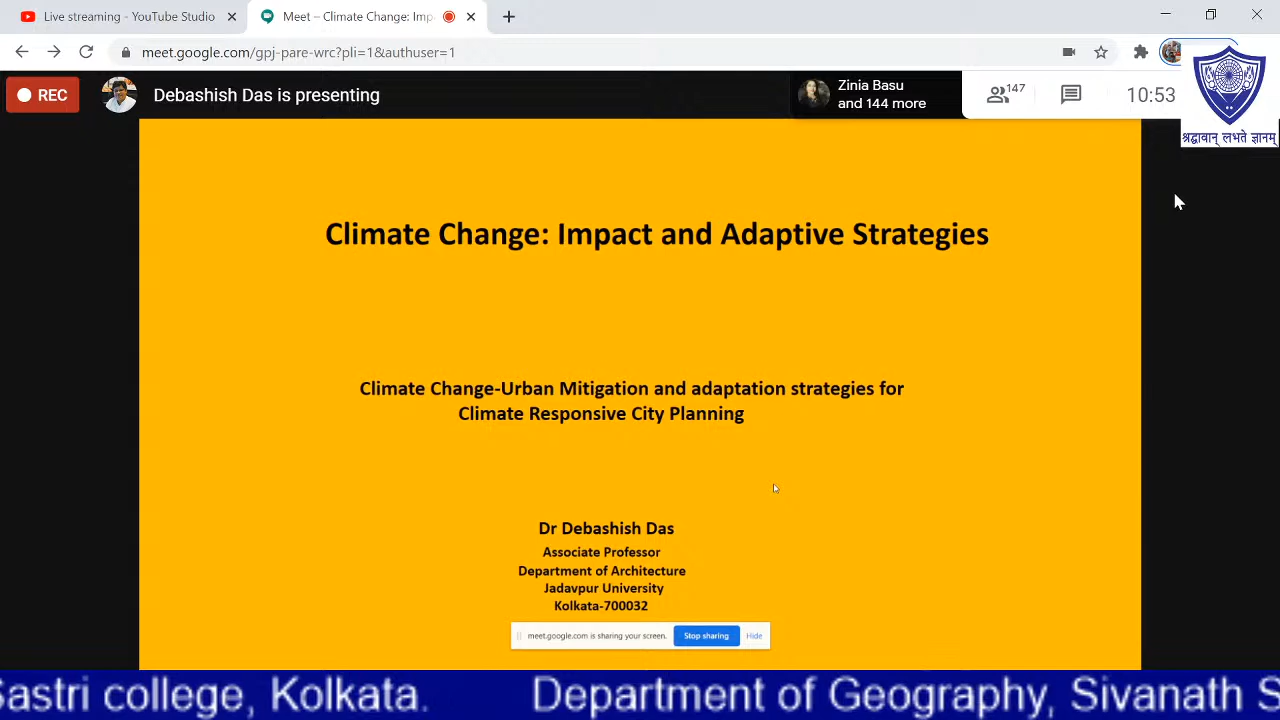 Live streaming - YouTube Studio
Meet – Climate Change: Imp
meet.google.com/gpj-pare-wrc?pli=1&authuser=1
REC
Debashish Das is presenting
Zinia Basu
and 144 more
147
10:53
श्रद्धावान् लभते ज्ञानम्
Climate Change: Impact and Adaptive Strategies
Climate Change-Urban Mitigation and adaptation strategies for
Climate Responsive City Planning
Dr Debashish Das
Associate Professor
Department of Architecture
Jadavpur University
Kolkata-700032
meet.google.com is sharing your screen.
Stop sharing
Hide
Sastri college, Kolkata. Department of Geography, Sivanath S